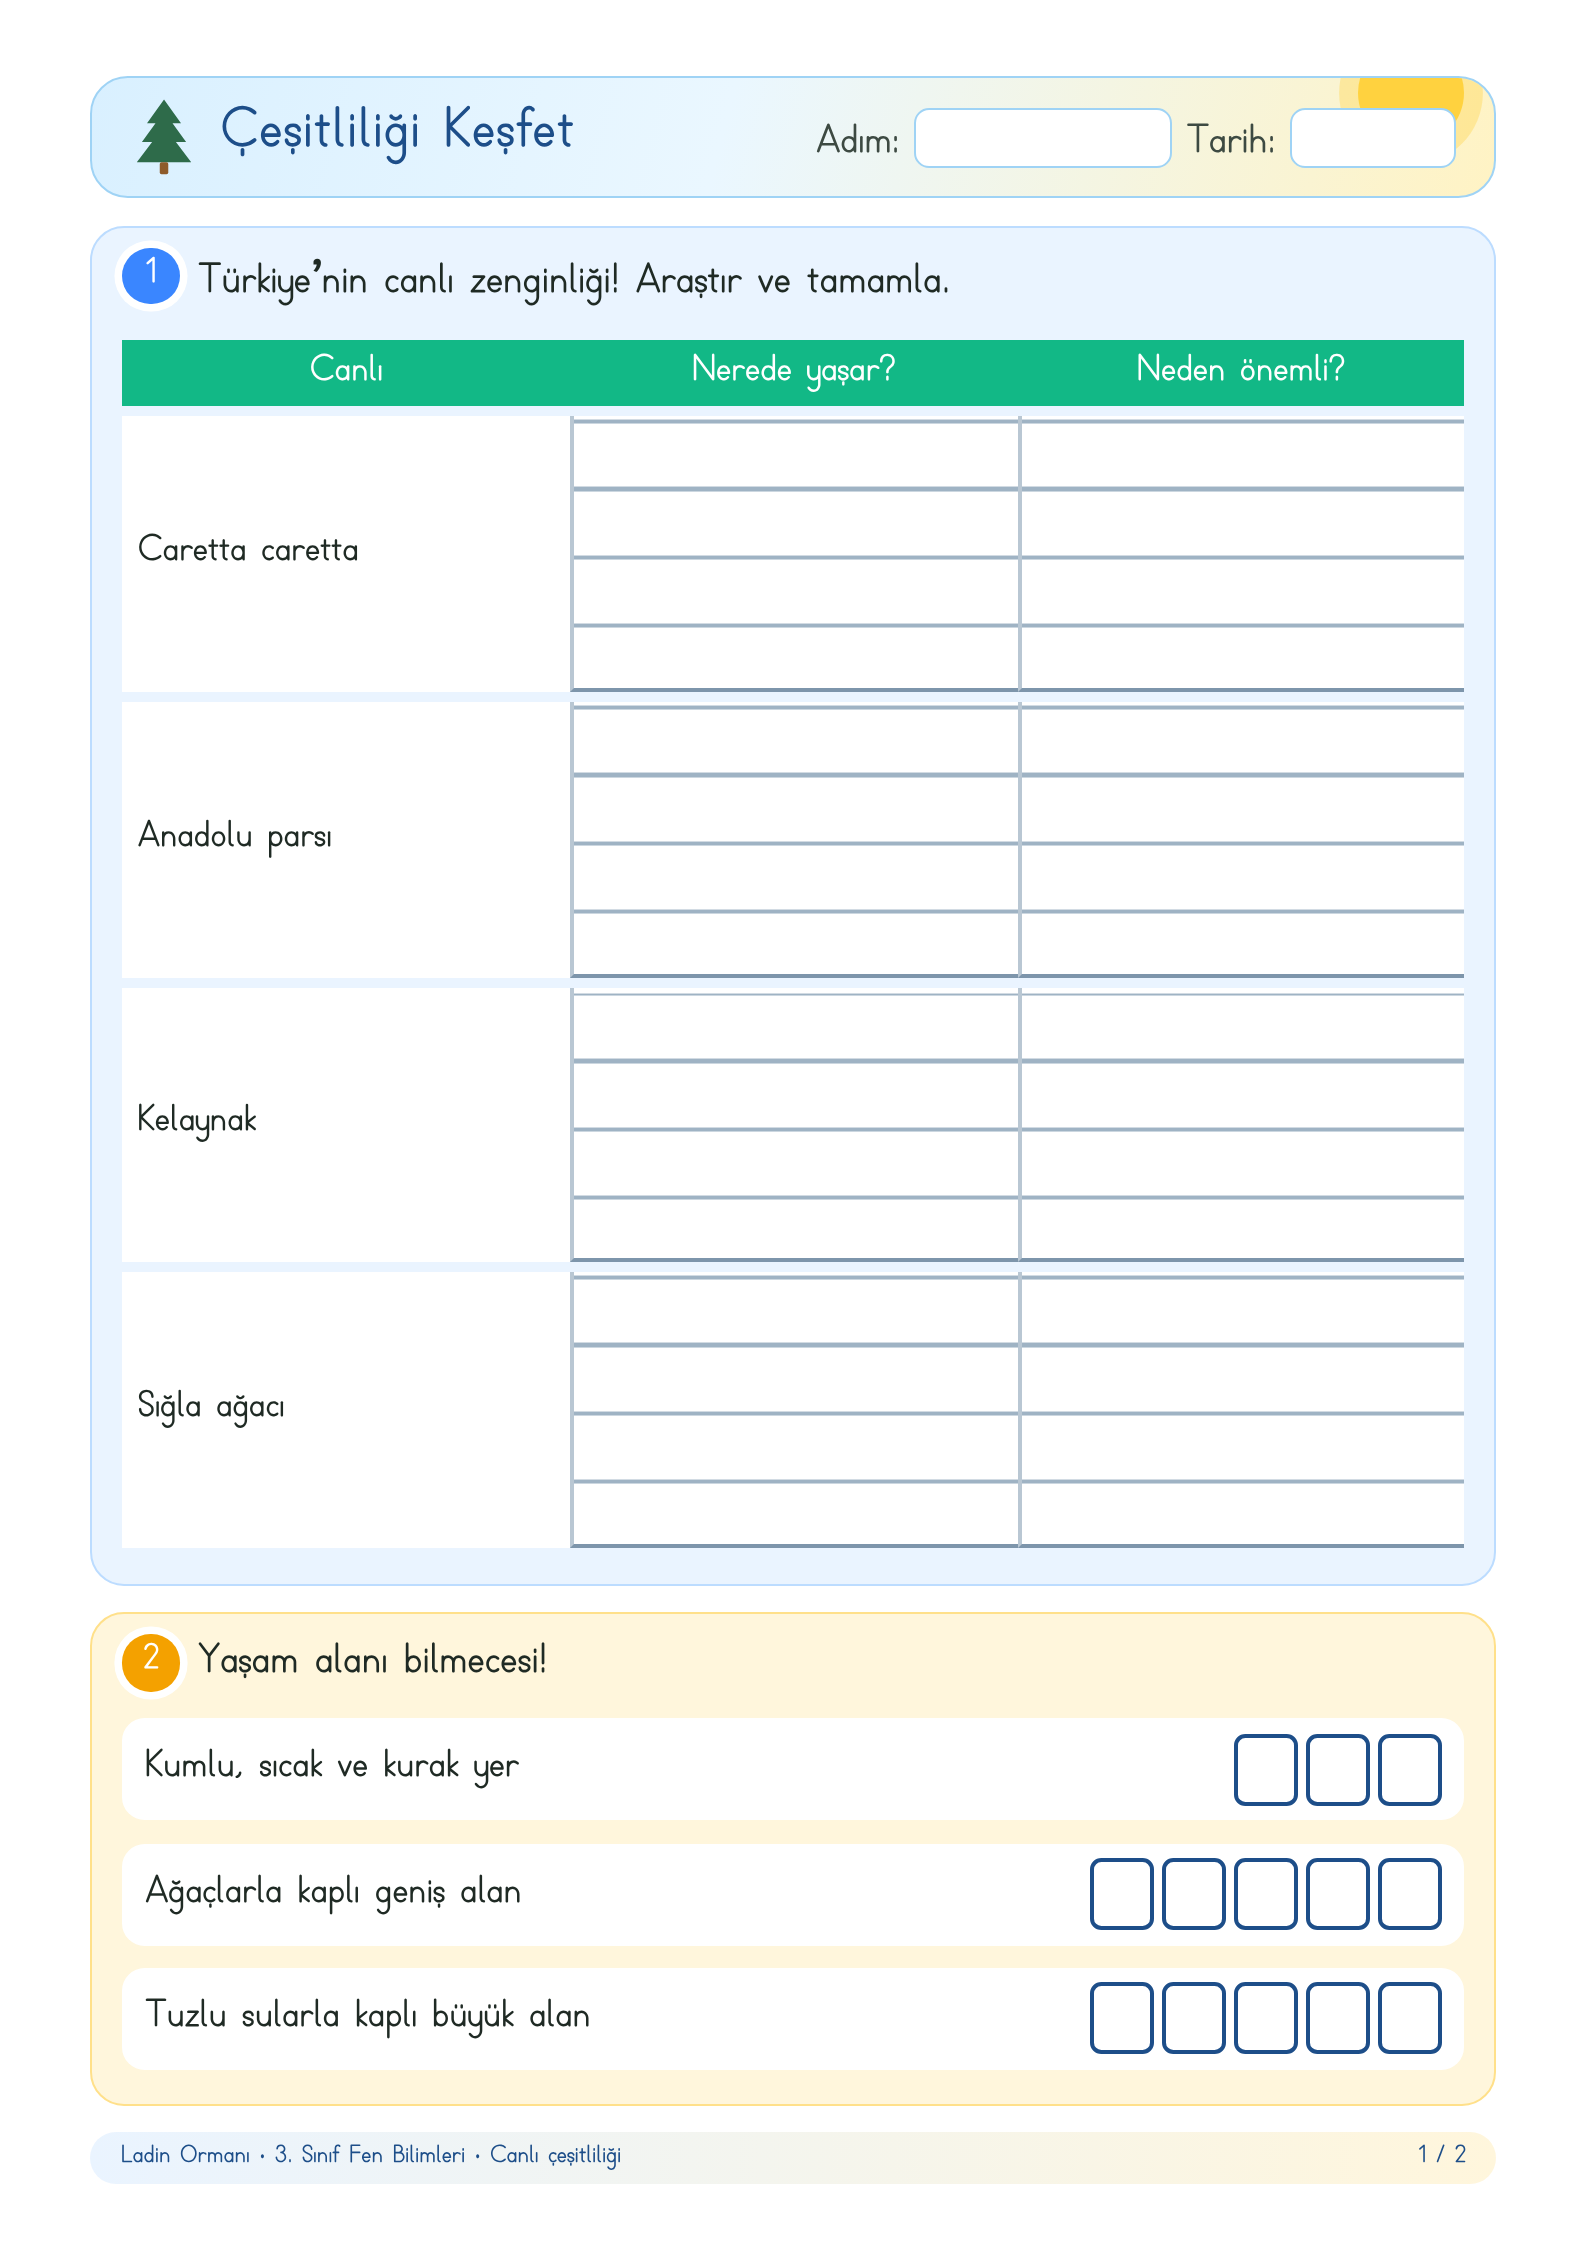 Çeşitliliği Keşfet
Adım:
Tarih:
1
Türkiye’nin canlı zenginliği! Araştır ve tamamla.
Canlı
Nerede yaşar?
Neden önemli?
Caretta caretta
Anadolu parsı
Kelaynak
Sığla ağacı
2
Yaşam alanı bilmecesi!
Kumlu, sıcak ve kurak yer
Ağaçlarla kaplı geniş alan
Tuzlu sularla kaplı büyük alan
Ladin Ormanı • 3. Sınıf Fen Bilimleri • Canlı çeşitliliği
1 / 2